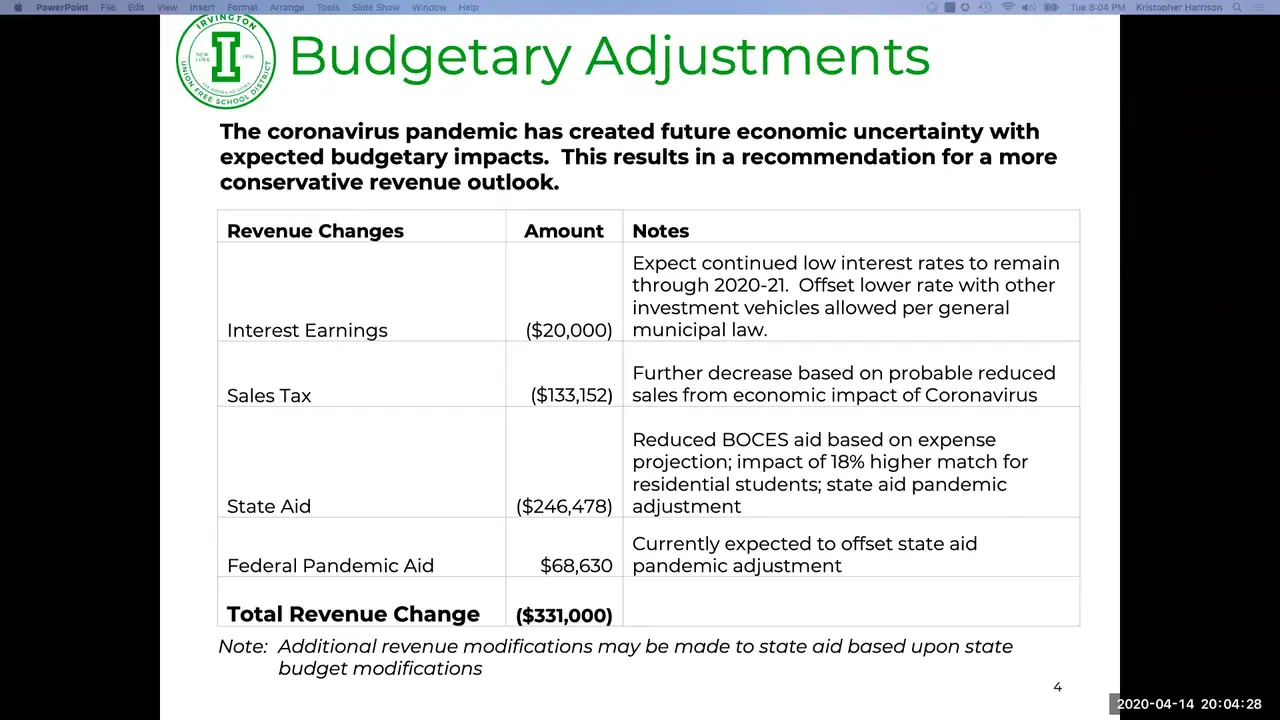 PowerPoint File Edit View Insert Format Arrange Tools Slide Show Window Help Tue 8:04 PM Kristopher Harrison
IRVINGTON
NEW YORK I 1956
UNION FREE SCHOOL DISTRICT
Budgetary Adjustments
The coronavirus pandemic has created future economic uncertainty with
expected budgetary impacts. This results in a recommendation for a more
conservative revenue outlook.
Revenue Changes Amount Notes
Expect continued low interest rates to remain
through 2020-21. Offset lower rate with other
investment vehicles allowed per general
Interest Earnings ($20,000) municipal law.
Further decrease based on probable reduced
Sales Tax ($133,152) sales from economic impact of Coronavirus
Reduced BOCES aid based on expense
projection; impact of 18% higher match for
residential students; state aid pandemic
State Aid ($246,478) adjustment
Currently expected to offset state aid
Federal Pandemic Aid $68,630 pandemic adjustment
Total Revenue Change ($331,000)
Note: Additional revenue modifications may be made to state aid based upon state
budget modifications
4
2020-04-14 20:04:28